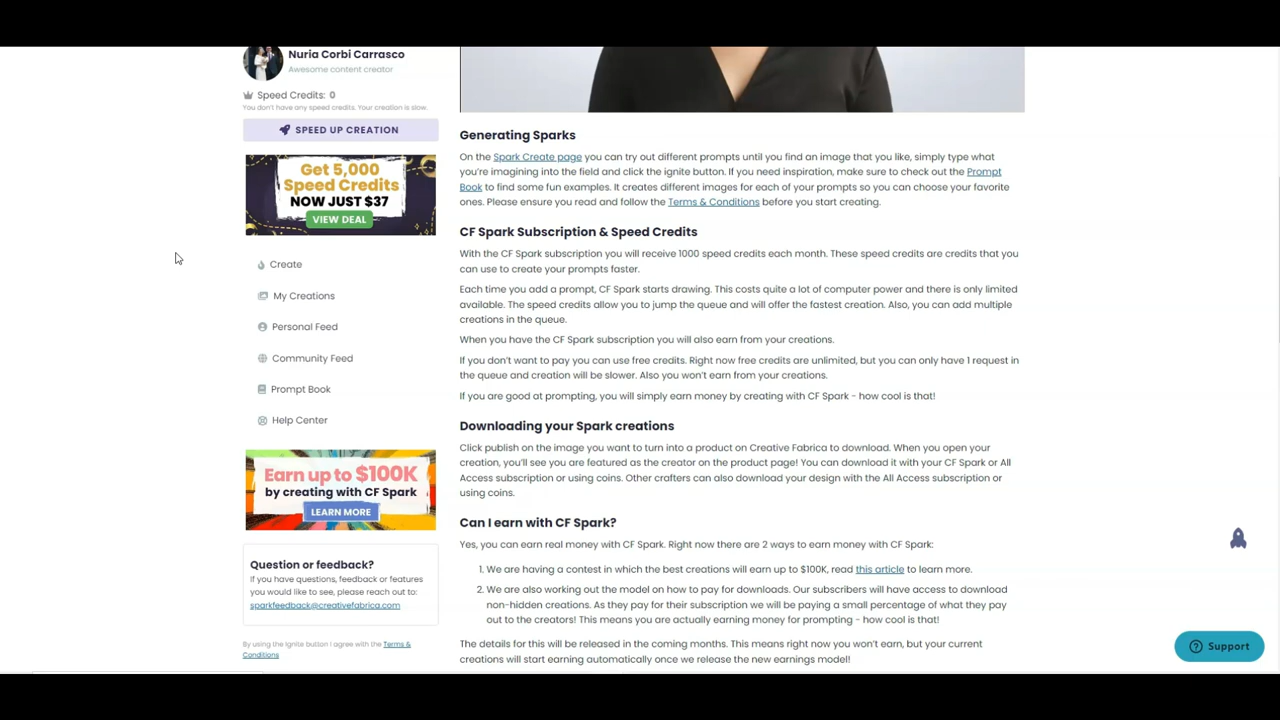 Nuria Corbi Carrasco
Awesome content creator
Speed Credits: 0
You don't have any speed credits. Your creation is slow.
SPEED UP CREATION
Get 5,000
Speed Credits
NOW JUST $37
VIEW DEAL
Create
My Creations
Personal Feed
Community Feed
Prompt Book
Help Center
Earn up to $100K
by creating with CF Spark
LEARN MORE
Question or feedback?
If you have questions, feedback or features
you would like to see, please reach out to:
sparkfeedback@creativefabrica.com
By using the Ignite button I agree with the Terms &
Conditions
Generating Sparks
On the Spark Create page you can try out different prompts until you find an image that you like, simply type what
you're imagining into the field and click the ignite button. If you need inspiration, make sure to check out the Prompt
Book to find some fun examples. It creates different images for each of your prompts so you can choose your favorite
ones. Please ensure you read and follow the Terms & Conditions before you start creating.
CF Spark Subscription & Speed Credits
With the CF Spark subscription you will receive 1000 speed credits each month. These speed credits are credits that you
can use to create your prompts faster.
Each time you add a prompt, CF Spark starts drawing. This costs quite a lot of computer power and there is only limited
available. The speed credits allow you to jump the queue and will offer the fastest creation. Also, you can add multiple
creations in the queue.
When you have the CF Spark subscription you will also earn from your creations.
If you don't want to pay you can use free credits. Right now free credits are unlimited, but you can only have 1 request in
the queue and creation will be slower. Also you won't earn from your creations.
If you are good at prompting, you will simply earn money by creating with CF Spark - how cool is that!
Downloading your Spark creations
Click publish on the image you want to turn into a product on Creative Fabrica to download. When you open your
creation, you'll see you are featured as the creator on the product page! You can download it with your CF Spark or All
Access subscription or using coins. Other crafters can also download your design with the All Access subscription or
using coins.
Can I earn with CF Spark?
Yes, you can earn real money with CF Spark. Right now there are 2 ways to earn money with CF Spark:
1. We are having a contest in which the best creations will earn up to $100K, read this article to learn more.
2. We are also working out the model on how to pay for downloads. Our subscribers will have access to download
non-hidden creations. As they pay for their subscription we will be paying a small percentage of what they pay
out to the creators! This means you are actually earning money for prompting - how cool is that!
The details for this will be released in the coming months. This means right now you won't earn, but your current
creations will start earning automatically once we release the new earnings model!
Support